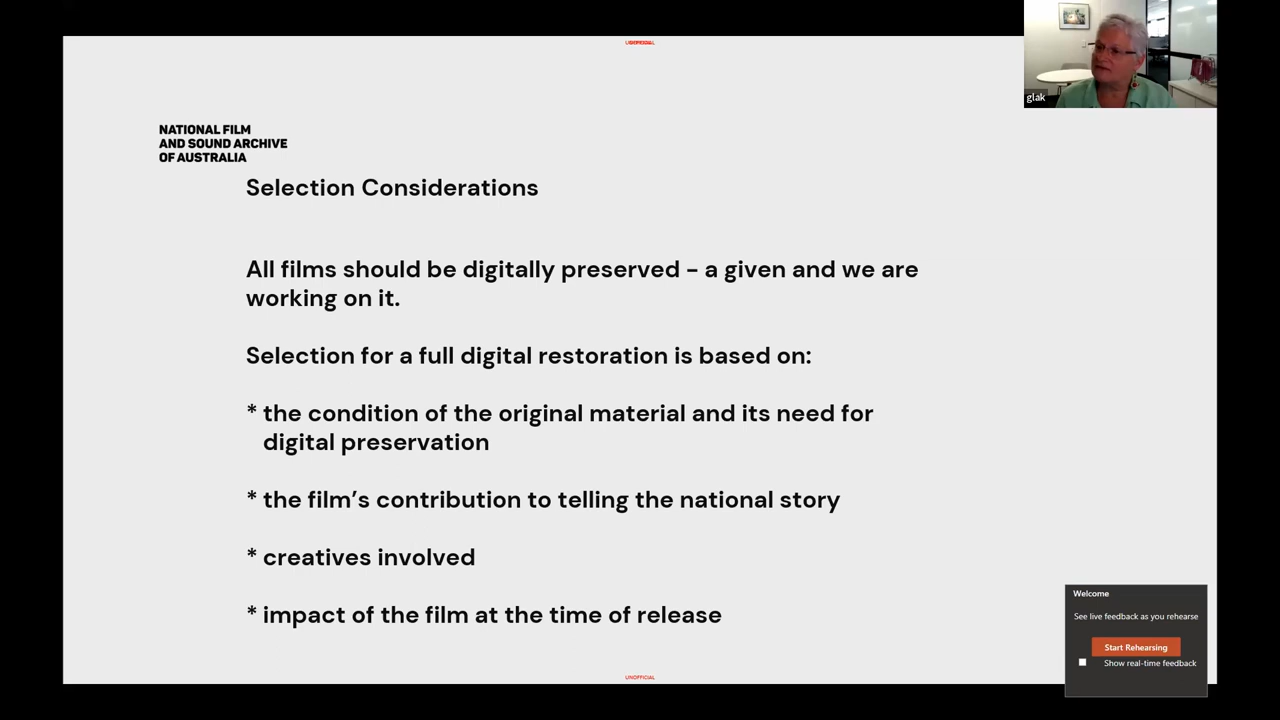 UNOFFICIAL
glak
NATIONAL FILM
AND SOUND ARCHIVE
OF AUSTRALIA
Selection Considerations
All films should be digitally preserved – a given and we are
working on it.
Selection for a full digital restoration is based on:
* the condition of the original material and its need for
digital preservation
* the film's contribution to telling the national story
* creatives involved
* impact of the film at the time of release
Welcome
See live feedback as you rehearse
Start Rehearsing
Show real-time feedback
UNOFFICIAL